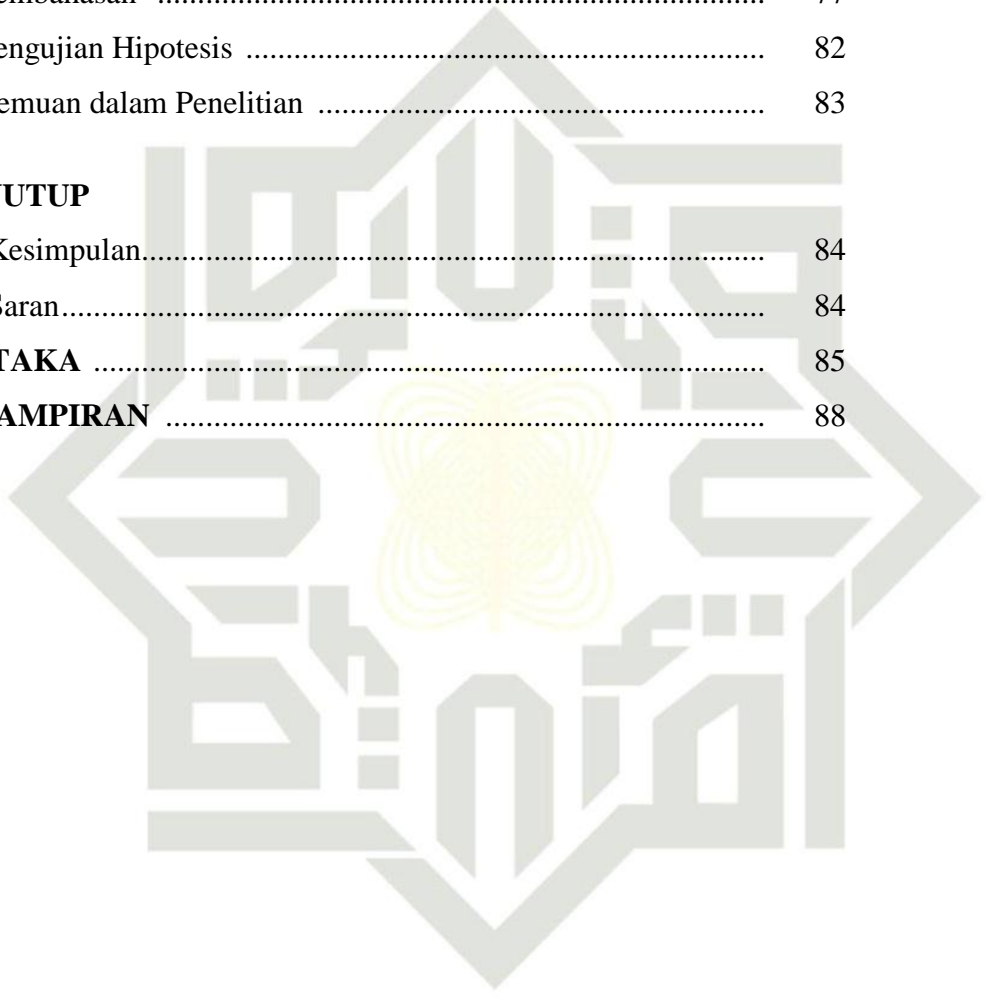 engujian Hipotesis ................................................................ 82
emuan dalam Penelitian ....................................................... 83
UTUP
Kesimpulan........................................................................... 84
Saran...................................................................................... 84
TAKA .................................................................................. 85
AMPIRAN .......................................................................... 88